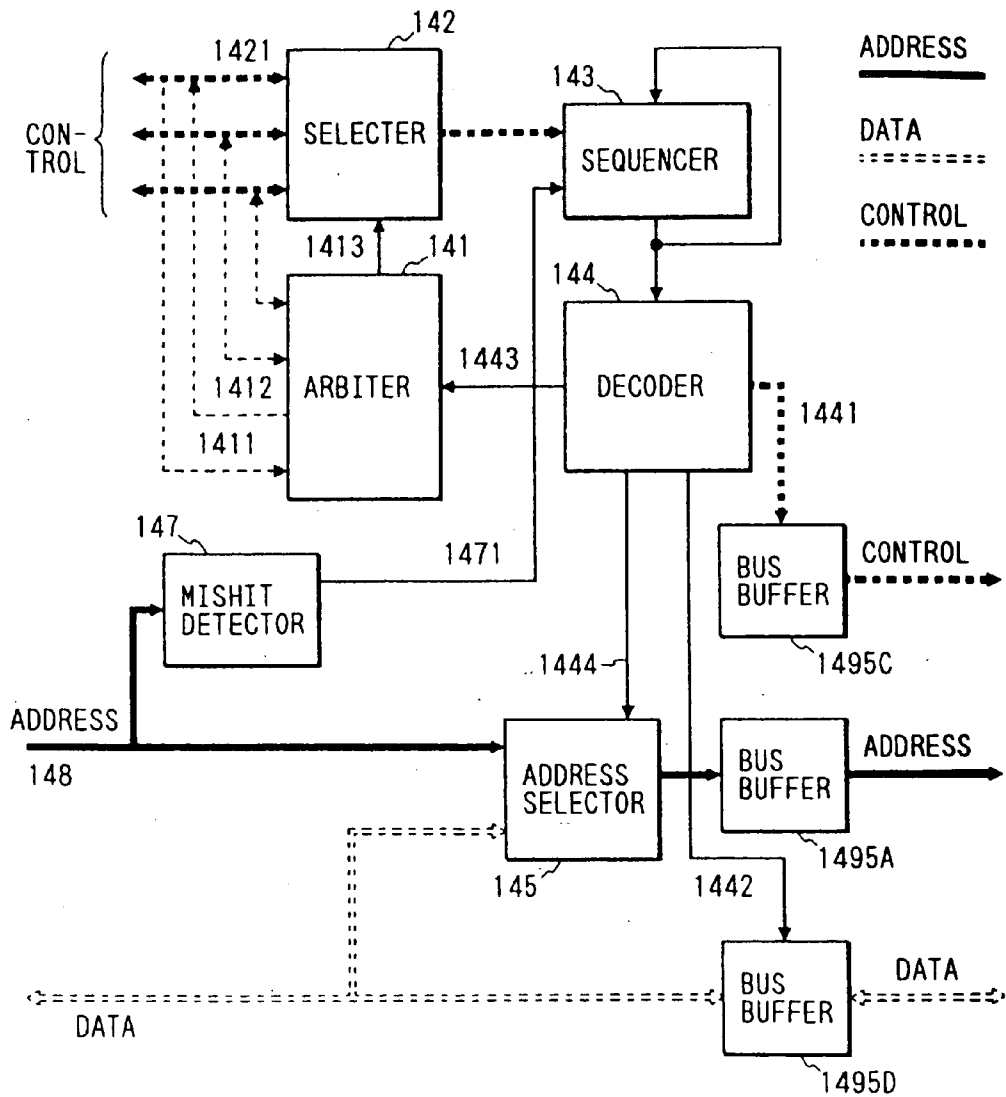 142
1421
ADDRESS
143
DATA
CON-
TROL
SELECTER
SEQUENCER
CONTROL
1413
141
144
1443
1412
ARBITER
DECODER
1441
1411
147
1471
BUS
BUFFER
CONTROL
MISHIT
DETECTOR
1444
1495C
ADDRESS
148
ADDRESS
SELECTOR
BUS
BUFFER
ADDRESS
145
1442
1495A
DATA
BUS
BUFFER
DATA
1495D